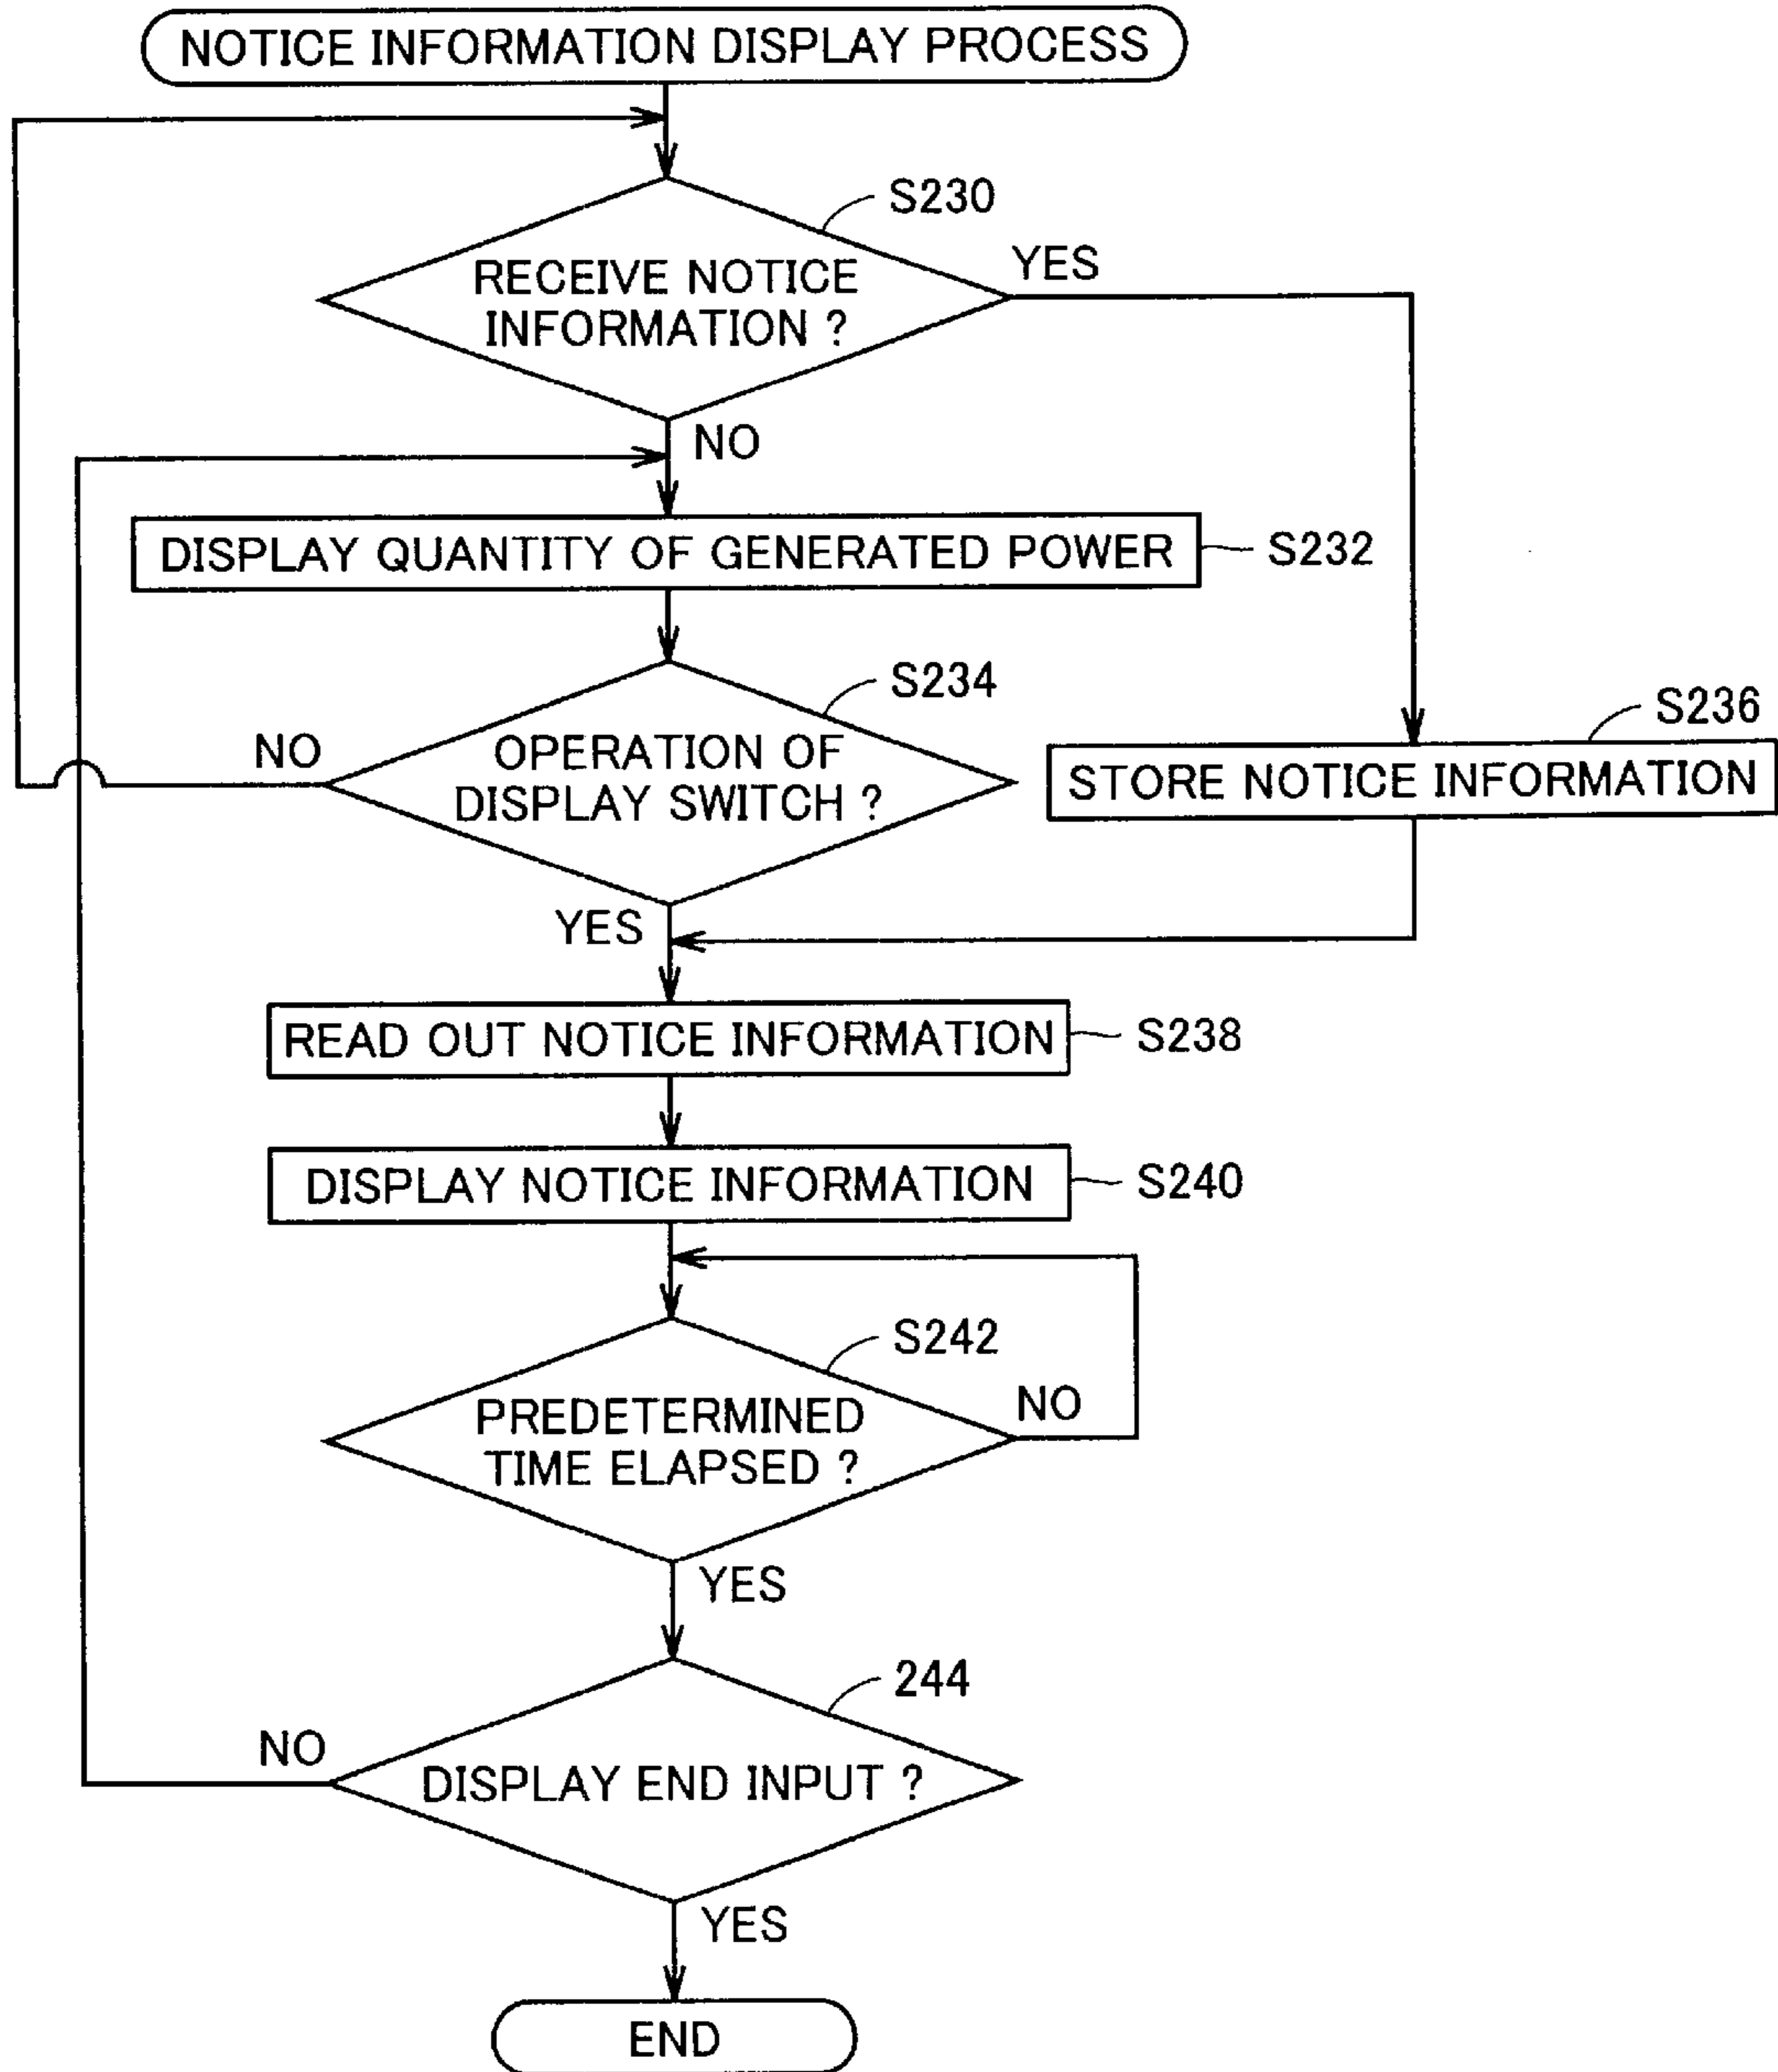 NOTICE INFORMATION DISPLAY PROCESS
S230
RECEIVE NOTICE
INFORMATION ?
YES
NO
DISPLAY QUANTITY OF GENERATED POWER
S232
S234
OPERATION OF
DISPLAY SWITCH ?
NO
YES
S236
STORE NOTICE INFORMATION
READ OUT NOTICE INFORMATION
S238
DISPLAY NOTICE INFORMATION
S240
S242
PREDETERMINED
TIME ELAPSED ?
NO
YES
244
DISPLAY END INPUT ?
NO
YES
END